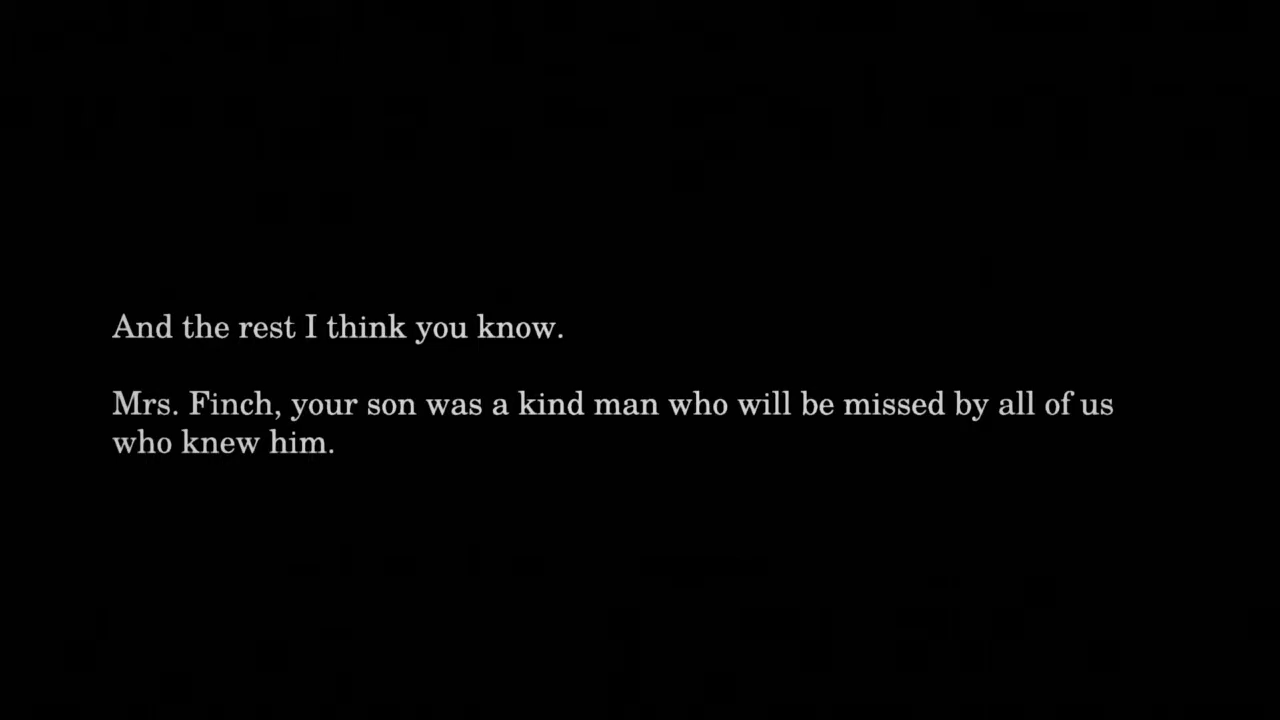 And the rest I think you know.
Mrs. Finch, your son was a kind man who will be missed by all of us
who knew him.